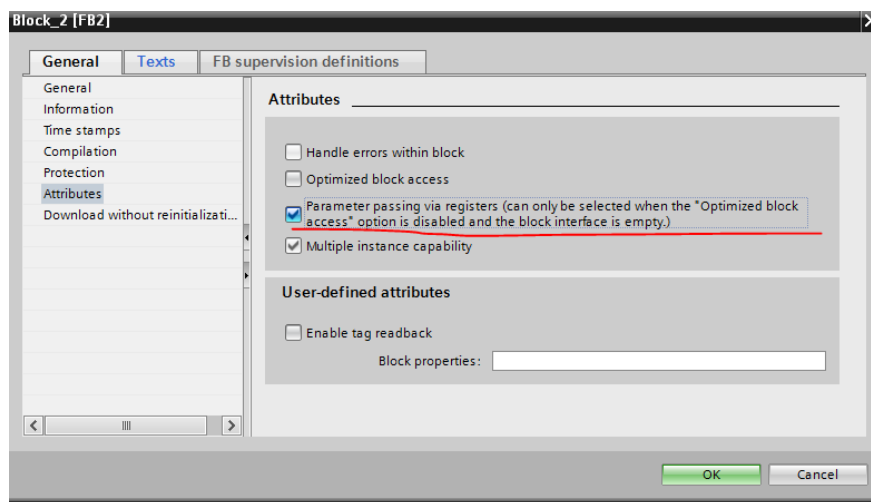 Block_2 [FB2]
General
Texts
FB supervision definitions
General
Information
Time stamps
Compilation
Protection
Attributes
Download without reinitializati...
Attributes
Handle errors within block
Optimized block access
Parameter passing via registers (can only be selected when the "Optimized block
access" option is disabled and the block interface is empty.)
Multiple instance capability
User-defined attributes
Enable tag readback
Block properties:
OK
Cancel